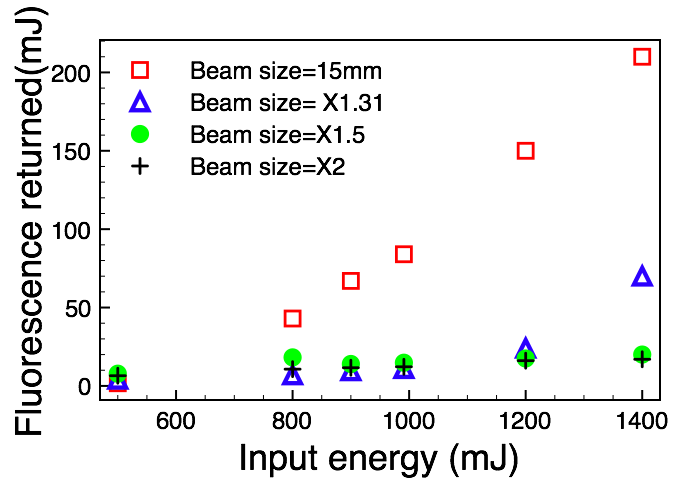 Fluorescence returned(mJ)
200
150
100
50
0
Beam size=15mm
Beam size= X1.31
Beam size=X1.5
Beam size=X2
600 800 1000 1200 1400
Input energy (mJ)